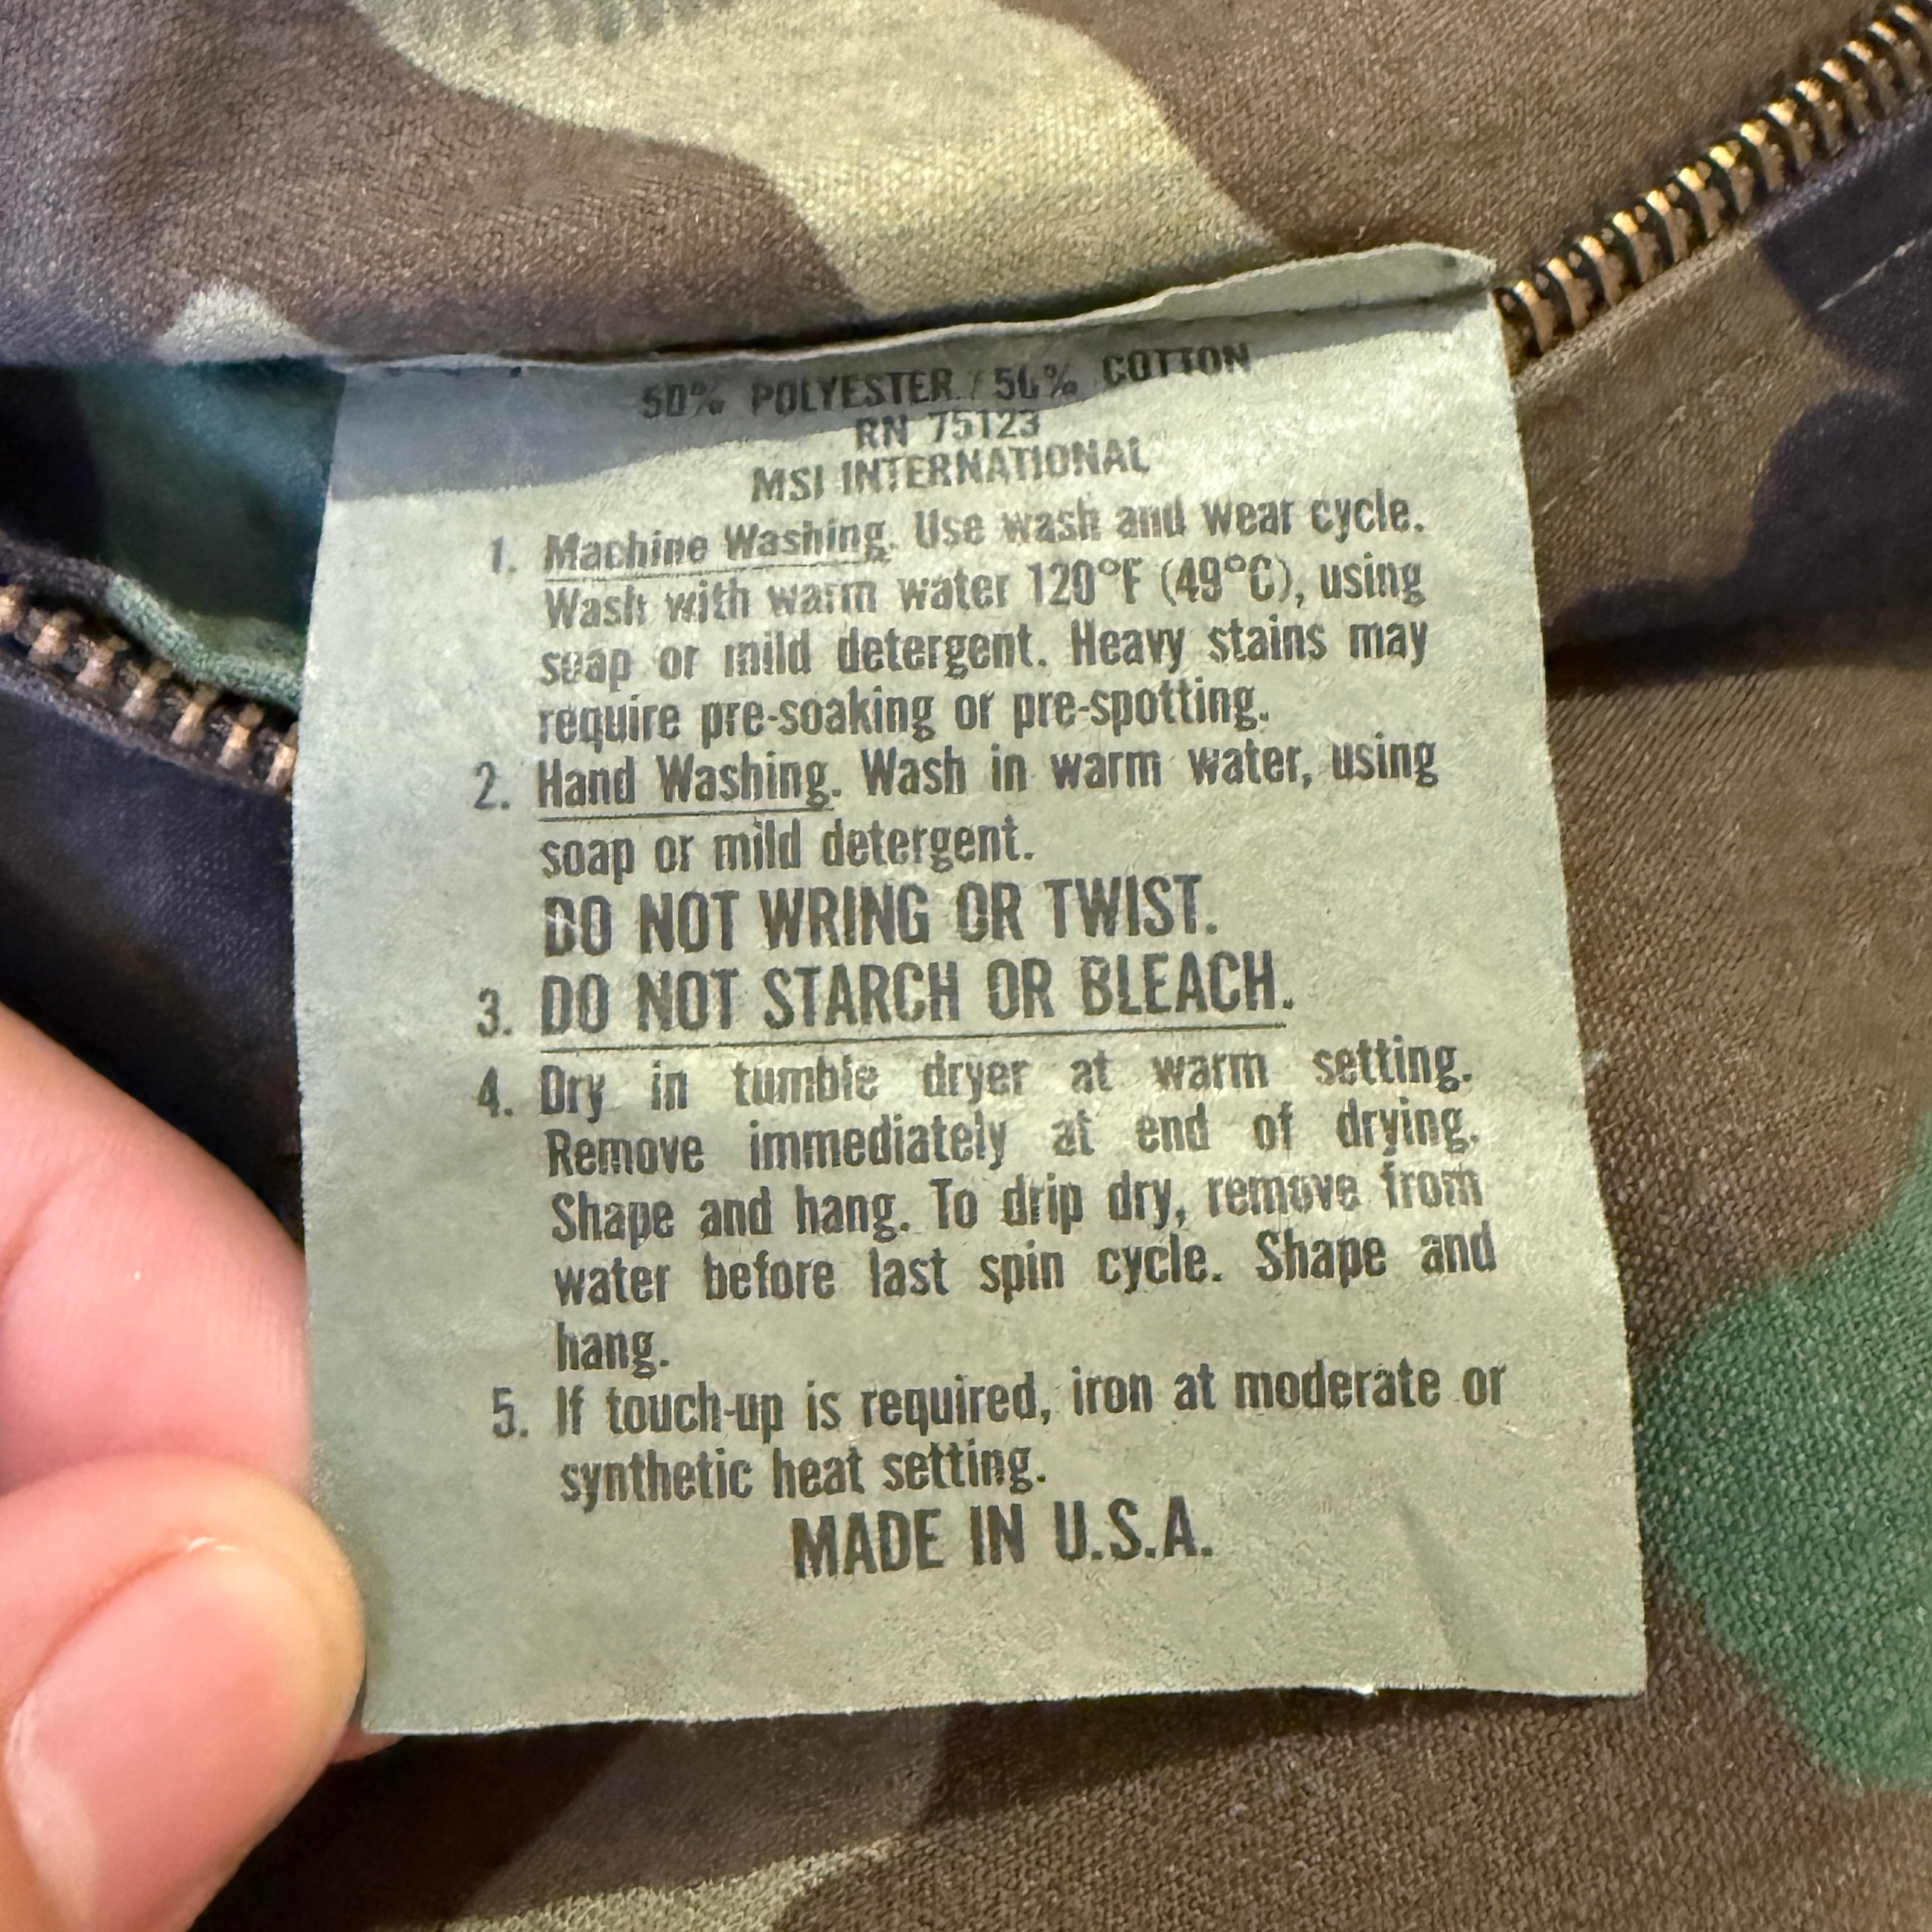 50% POLYESTER / 50% COTTON
RN 75123
MSI INTERNATIONAL
1. Machine Washing. Use wash and wear cycle.
Wash with warm water 120°F (49°C), using
soap or mild detergent. Heavy stains may
require pre-soaking or pre-spotting.
2. Hand Washing. Wash in warm water, using
soap or mild detergent.
DO NOT WRING OR TWIST.
3. DO NOT STARCH OR BLEACH.
4. Dry in tumble dryer at warm setting.
Remove immediately at end of drying.
Shape and hang. To drip dry, remove from
water before last spin cycle. Shape and
hang.
5. If touch-up is required, iron at moderate or
synthetic heat setting.
MADE IN U.S.A.